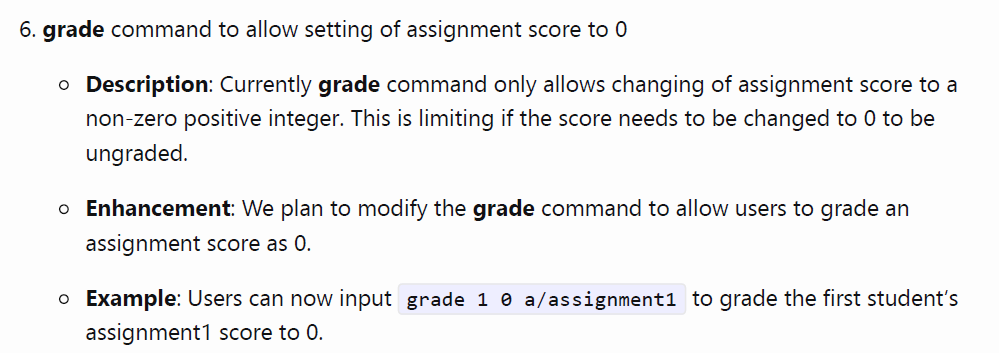 6. grade command to allow setting of assignment score to 0
Description: Currently grade command only allows changing of assignment score to a
non-zero positive integer. This is limiting if the score needs to be changed to 0 to be
ungraded.
Enhancement: We plan to modify the grade command to allow users to grade an
assignment score as 0.
Example: Users can now input grade 1 0 a/assignment1 to grade the first student's
assignment1 score to 0.